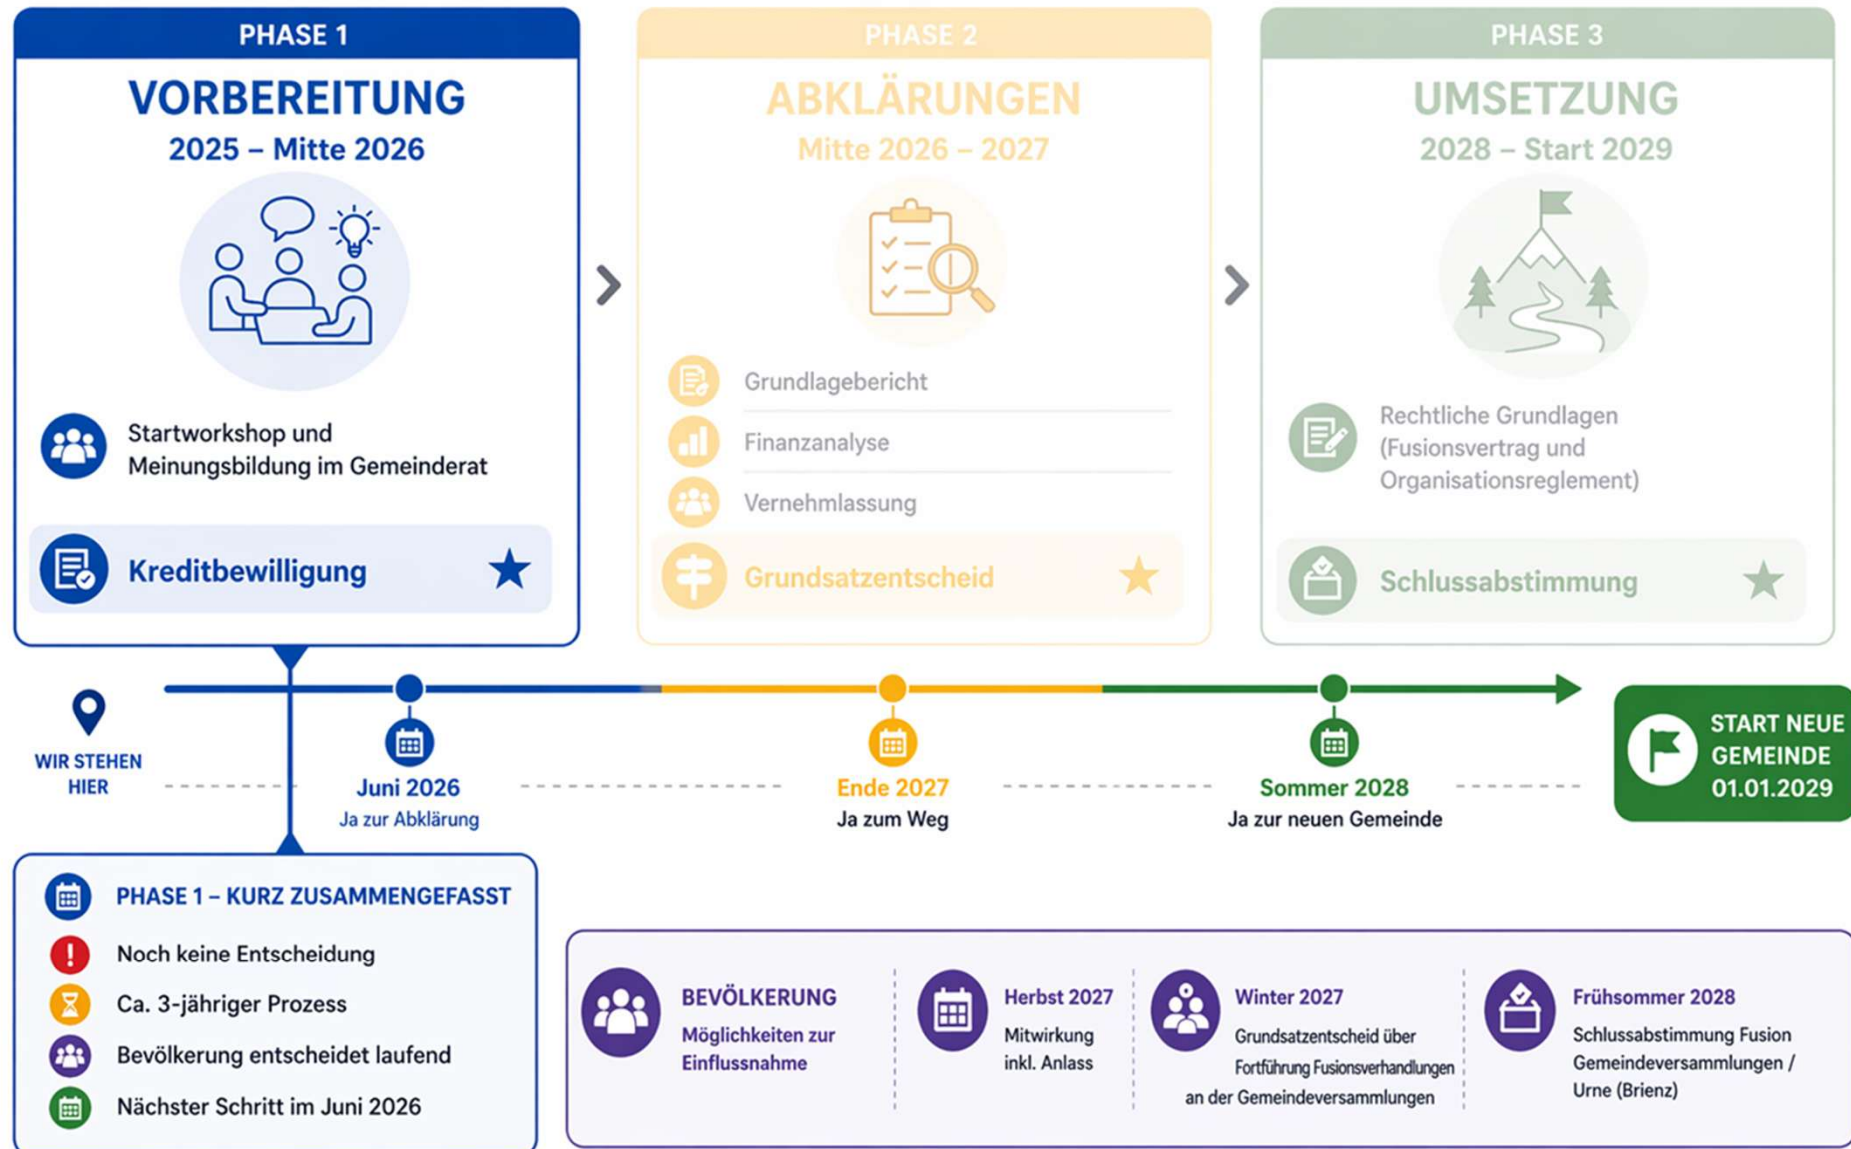 PHASE 1
VORBEREITUNG
2025 – Mitte 2026
Startworkshop und
Meinungsbildung im Gemeinderat
Kreditbewilligung
PHASE 2
ABKLÄRUNGEN
Mitte 2026 – 2027
Grundlagebericht
Finanzanalyse
Vernehmlassung
Grundsatzentscheid
PHASE 3
UMSETZUNG
2028 – Start 2029
Rechtliche Grundlagen
(Fusionsvertrag und
Organisationsreglement)
Schlussabstimmung
WIR STEHEN
HIER
Juni 2026
Ja zur Abklärung
Ende 2027
Ja zum Weg
Sommer 2028
Ja zur neuen Gemeinde
START NEUE
GEMEINDE
01.01.2029
PHASE 1 – KURZ ZUSAMMENGEFASST
Noch keine Entscheidung
Ca. 3-jähriger Prozess
Bevölkerung entscheidet laufend
Nächster Schritt im Juni 2026
BEVÖLKERUNG
Möglichkeiten zur
Einflussnahme
Herbst 2027
Mitwirkung
inkl. Anlass
Winter 2027
Grundsatzentscheid über
Fortführung Fusionsverhandlungen
an der Gemeindeversammlungen
Frühsommer 2028
Schlussabstimmung Fusion
Gemeindeversammlungen /
Urne (Brienz)